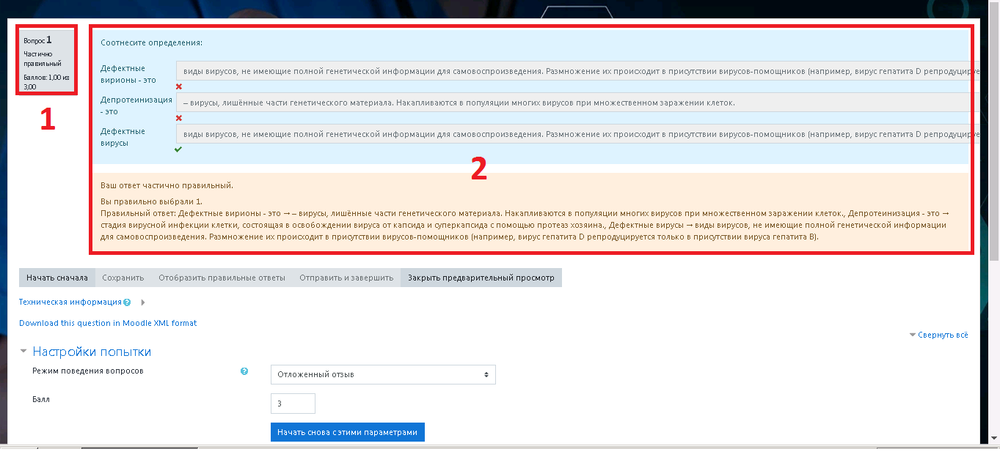 Вопрос 1
Частично
правильный
Баллов: 1,00 из
3,00
1
Соотнесите определения:
Дефектные
вирионы - это
виды вирусов, не имеющие полной генетической информации для самовоспроизведения. Размножение их происходит в присутствии вирусов-помощников (например, вирус гепатита D репродуцируе
Депротеинизация
- это
– вирусы, лишённые части генетического материала. Накапливаются в популяции многих вирусов при множественном заражении клеток.
Дефектные
вирусы
виды вирусов, не имеющие полной генетической информации для самовоспроизведения. Размножение их происходит в присутствии вирусов-помощников (например, вирус гепатита D репродуцируе
2
Ваш ответ частично правильный.
Вы правильно выбрали 1.
Правильный ответ: Дефектные вирионы - это → – вирусы, лишённые части генетического материала. Накапливаются в популяции многих вирусов при множественном заражении клеток., Депротеинизация - это →
стадия вирусной инфекции клетки, состоящая в освобождении вируса от капсида и суперкапсида с помощью протеаз хозяина., Дефектные вирусы → виды вирусов, не имеющие полной генетической информации
для самовоспроизведения. Размножение их происходит в присутствии вирусов-помощников (например, вирус гепатита D репродуцируется только в присутствии вируса гепатита B).
Начать сначала Сохранить Отобразить правильные ответы Отправить и завершить Закрыть предварительный просмотр
Техническая информация
Download this question in Moodle XML format
Свернуть всё
Настройки попытки
Режим поведения вопросов
Отложенный отзыв
Балл
3
Начать снова с этими параметрами